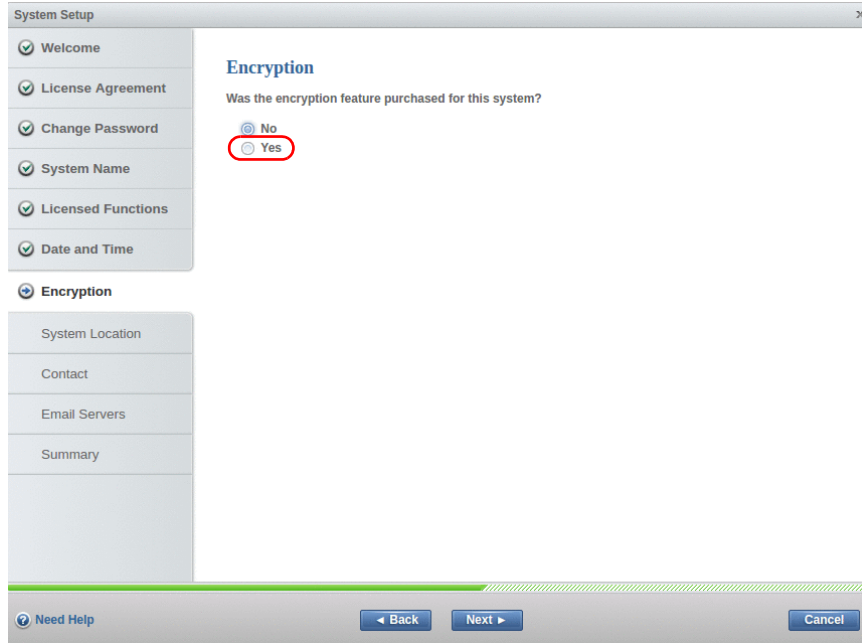 System Setup
Welcome
License Agreement
Change Password
System Name
Licensed Functions
Date and Time
Encryption
System Location
Contact
Email Servers
Summary
Encryption
Was the encryption feature purchased for this system?
No
Yes
Need Help
◄ Back
Next ►
Cancel